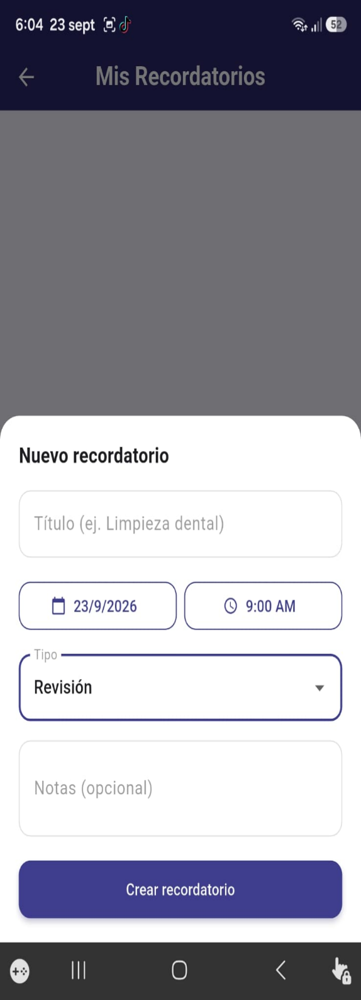 6:04 23 sept
52
Mis Recordatorios
Nuevo recordatorio
Título (ej. Limpieza dental)
23/9/2026
9:00 AM
Tipo
Revisión
Notas (opcional)
Crear recordatorio